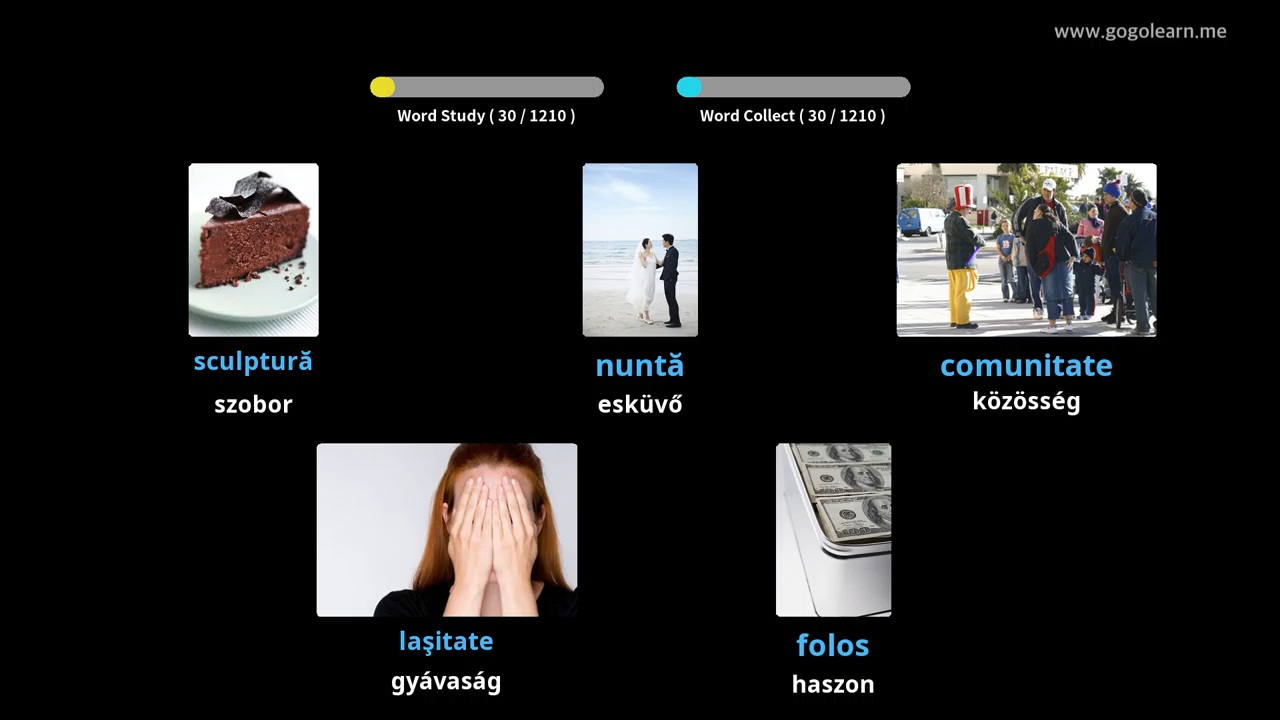 www.gogolearn.me
Word Study ( 30 / 1210 )
Word Collect ( 30 / 1210 )
sculptură
szobor
nuntă
esküvő
comunitate
közösség
laşitate
gyávaság
folos
haszon